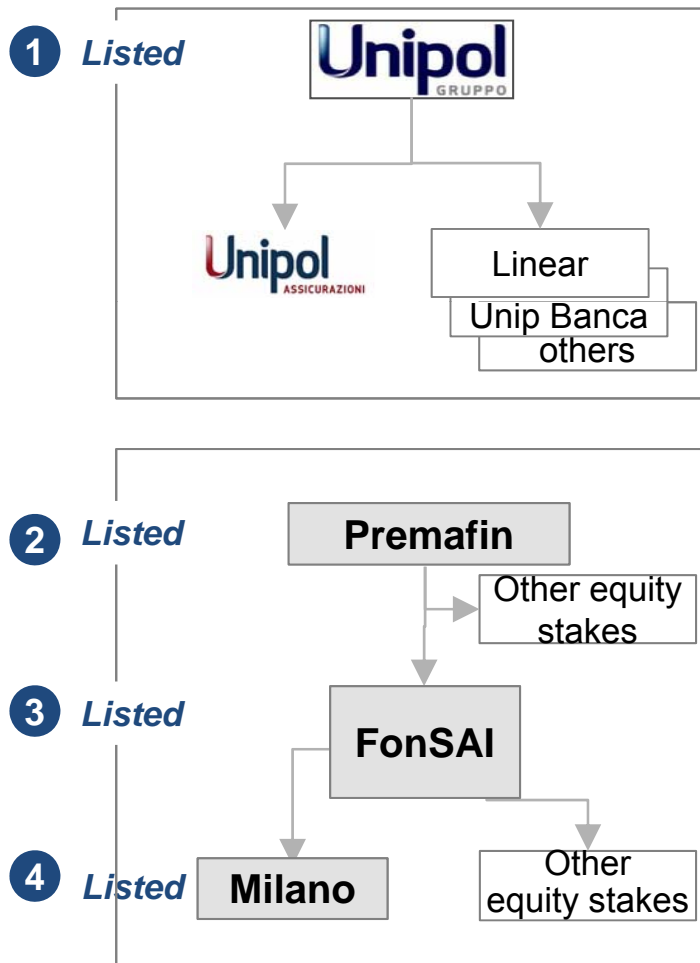 1 Listed
Unipol
GRUPPO
Unipol
ASSICURAZIONI
Linear
Unip Banca
others
2 Listed
Premafin
Other equity
stakes
3 Listed
FonSAI
4 Listed
Milano
Other
equity stakes